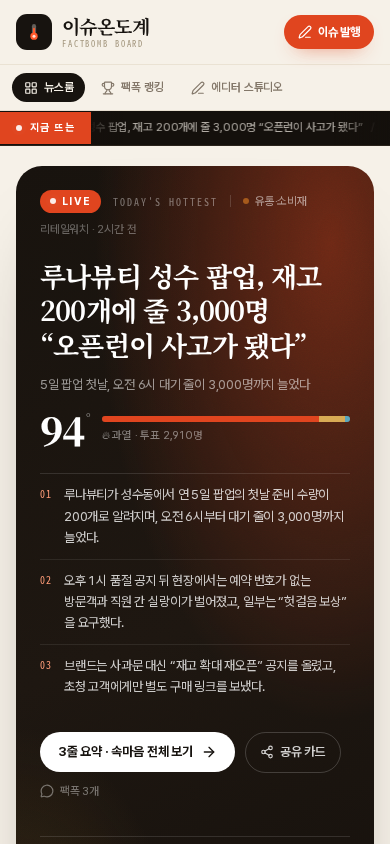 이슈온도계
FACTBOMB BOARD
이슈 발행
뉴스룸
팩폭 랭킹
에디터 스튜디오
지금 뜨는
수 팝업, 재고 200개에 줄 3,000명 “오픈런이 사고가 됐다”
LIVE
TODAY'S HOTTEST
유통·소비재
리테일워치 · 2시간 전
루나뷰티 성수 팝업, 재고
200개에 줄 3,000명
“오픈런이 사고가 됐다”
5일 팝업 첫날, 오전 6시 대기 줄이 3,000명까지 늘었다
94°
과열 · 투표 2,910명
01 루나뷰티가 성수동에서 연 5일 팝업의 첫날 준비 수량이
200개로 알려지며, 오전 6시부터 대기 줄이 3,000명까지
늘었다.
02 오후 1시 품절 공지 뒤 현장에서는 예약 번호가 없는
방문객과 직원 간 실랑이가 벌어졌고, 일부는 “헛걸음 보상”
을 요구했다.
03 브랜드는 사과문 대신 “재고 확대 재오픈” 공지를 올렸고,
초청 고객에게만 별도 구매 링크를 보냈다.
3줄 요약 · 속마음 전체 보기
공유 카드
팩폭 3개